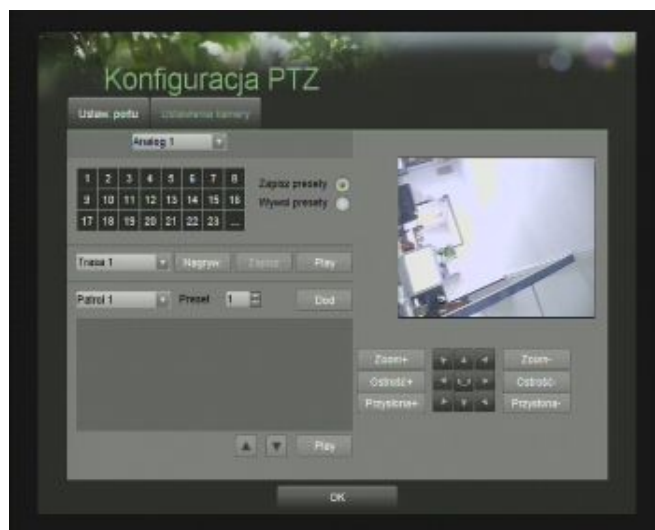 Konfiguracja PTZ
Ustaw. portu Ustawienia kamery
Analog 1
1 2 3 4 5 6 7 8
9 10 11 12 13 14 15 16
17 18 19 20 21 22 23 ...
Zapisz presety
Wywoł presety
Trasa 1 Nagryw. Zapisz Play
Patrol 1 Preset 1 Dod
Zoom+ Zoom-
Ostrość+ Ostrość-
Przysłona+ Przysłona-
Play
OK